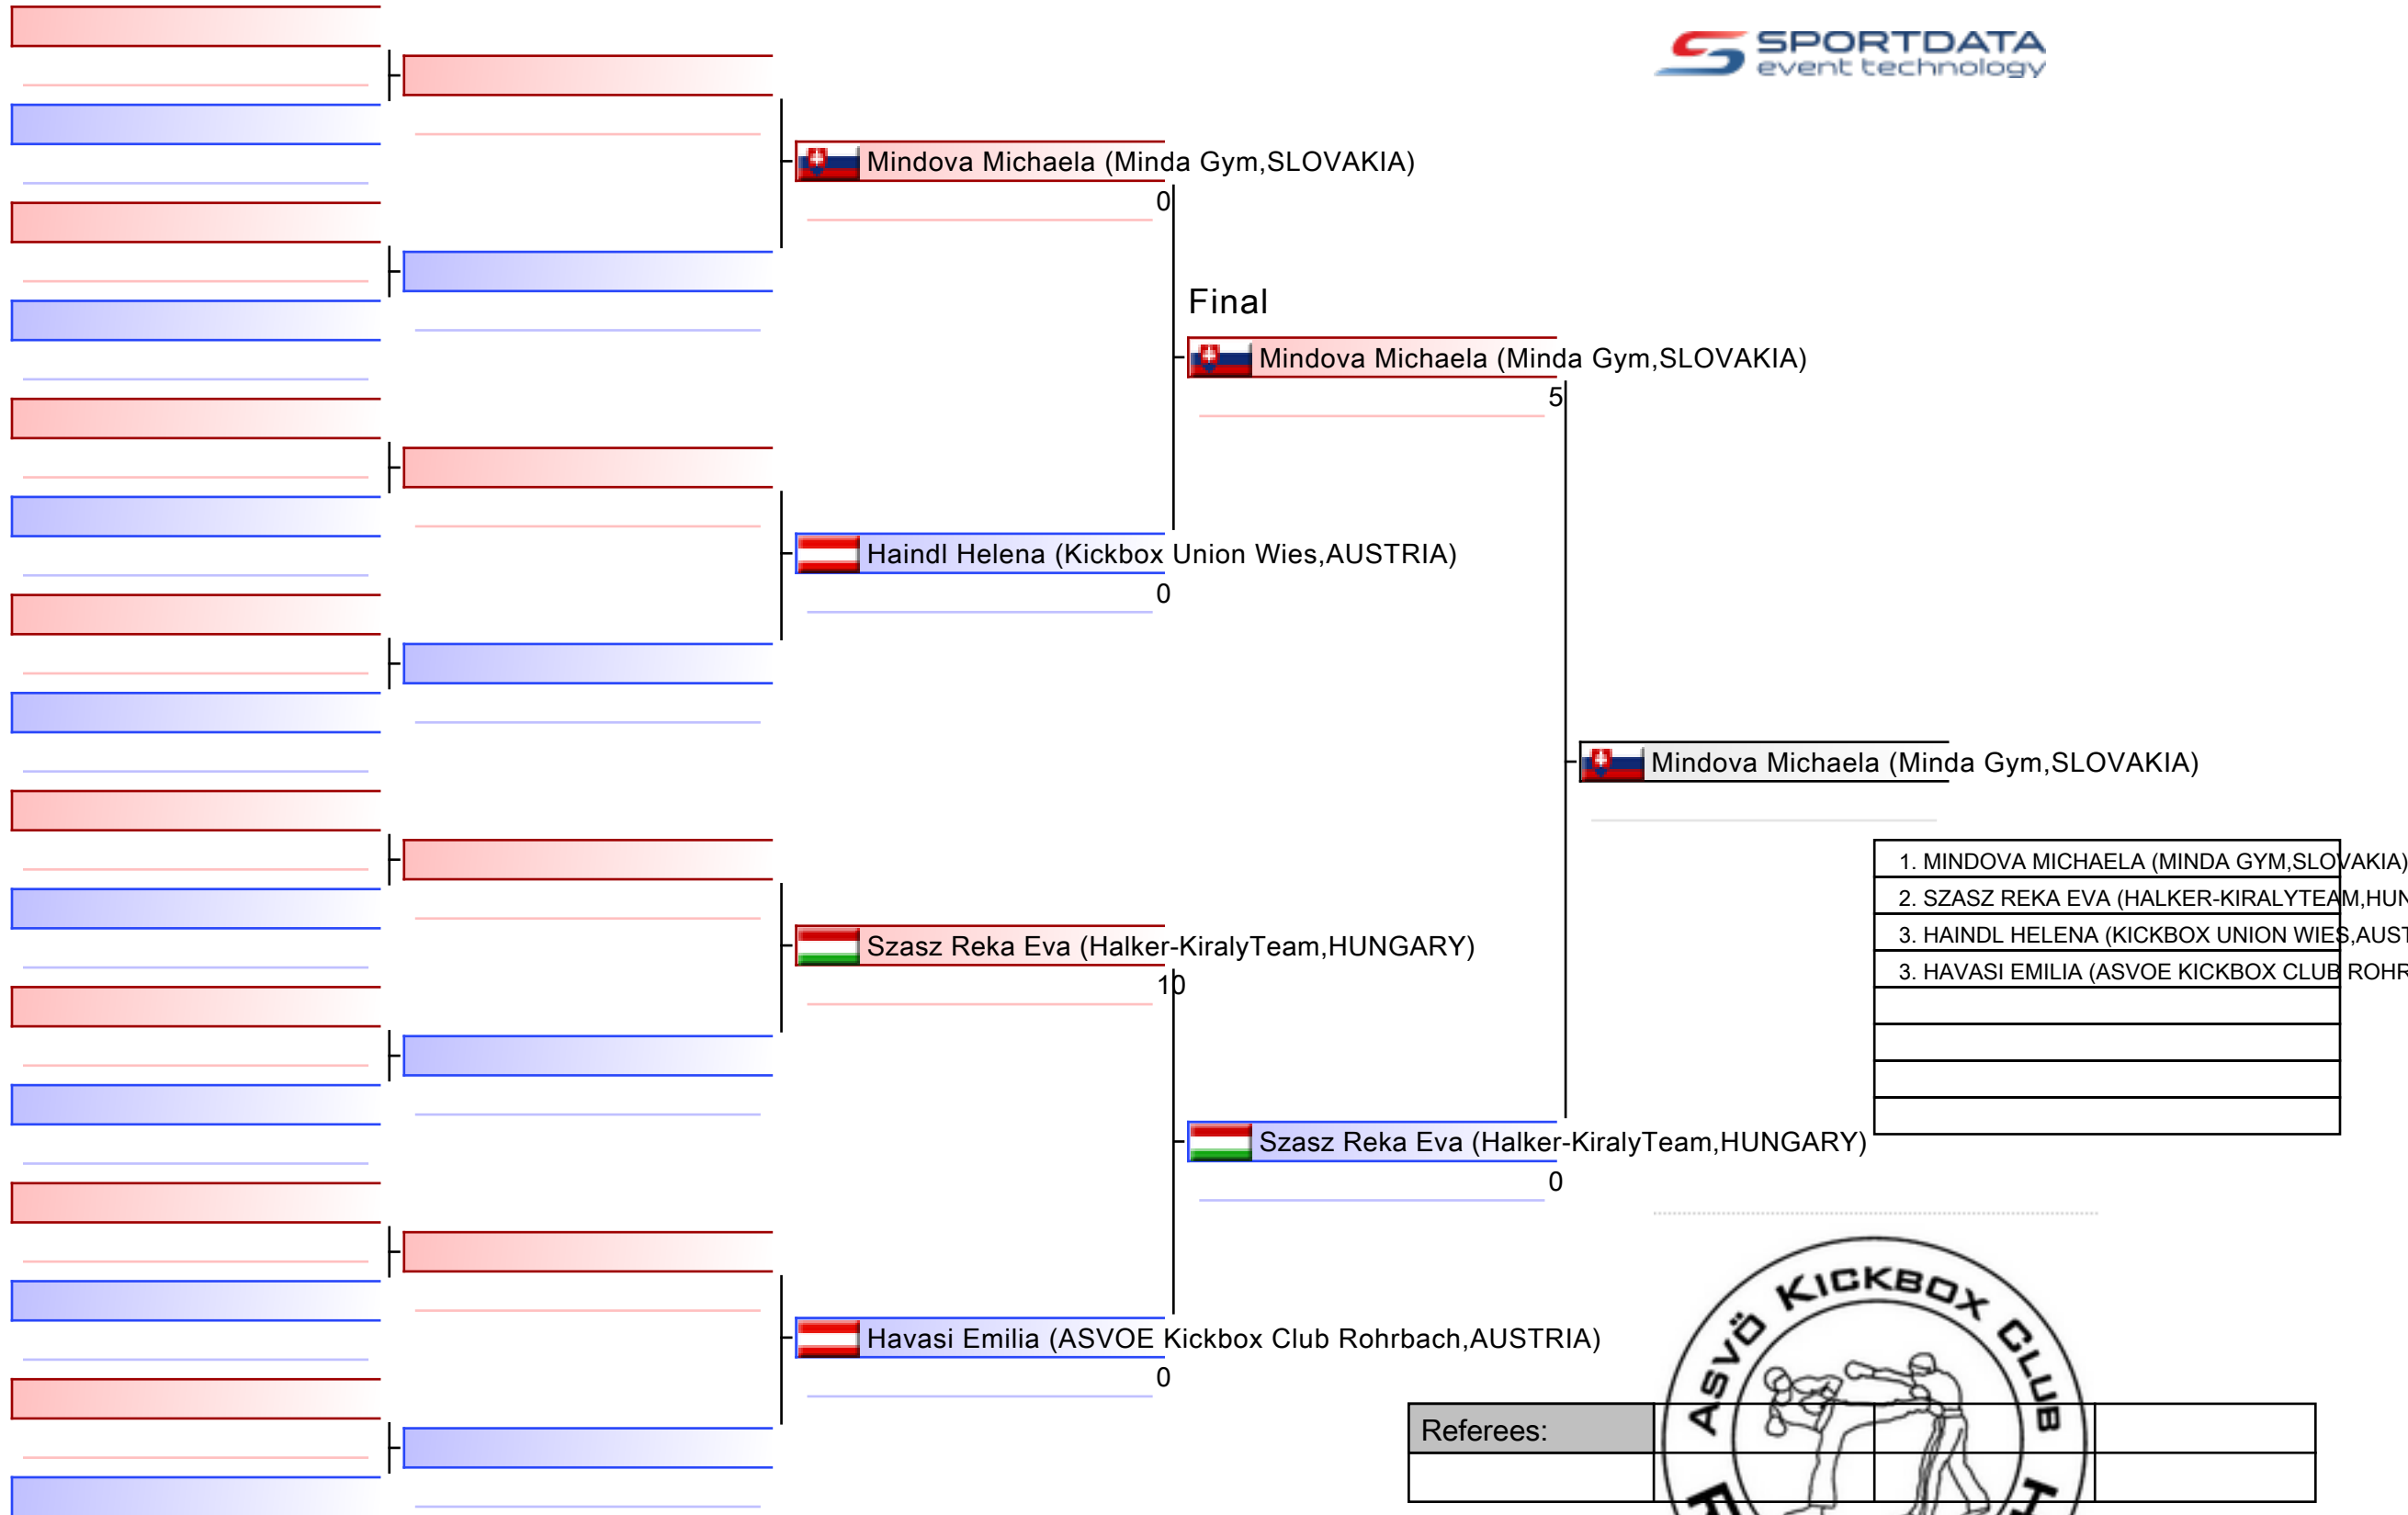 SPORTDATA
event technology
Mindova Michaela (Minda Gym,SLOVAKIA)
0
Final
Mindova Michaela (Minda Gym,SLOVAKIA)
5
Haindl Helena (Kickbox Union Wies,AUSTRIA)
0
Mindova Michaela (Minda Gym,SLOVAKIA)
1. MINDOVA MICHAELA (MINDA GYM,SLOVAKIA)
2. SZASZ REKA EVA (HALKER-KIRALYTEAM,HUN
3. HAINDL HELENA (KICKBOX UNION WIES,AUST
3. HAVASI EMILIA (ASVOE KICKBOX CLUB ROHR
Szasz Reka Eva (Halker-KiralyTeam,HUNGARY)
10
Szasz Reka Eva (Halker-KiralyTeam,HUNGARY)
0
Havasi Emilia (ASVOE Kickbox Club Rohrbach,AUSTRIA)
0
ASVÖ KICKBOX CLUB
Referees: